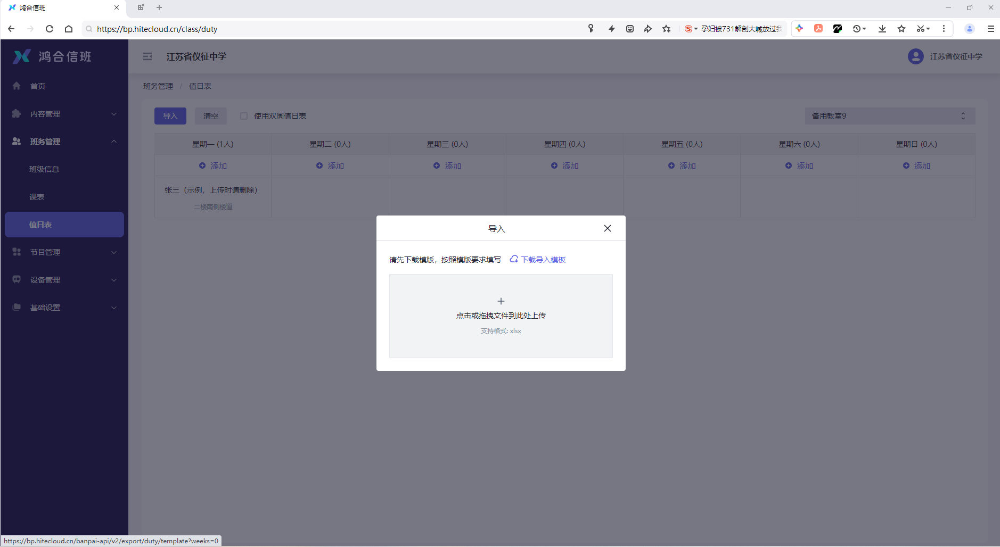 鸿合信班
https://bp.hitecloud.cn/class/duty
孕妇被731解剖大喊放过我
鸿合信班
江苏省仪征中学
江苏省仪征中学
首页
内容管理
班务管理
班级信息
课表
值日表
节目管理
设备管理
基础设置
班务管理 / 值日表
导入 清空 使用双周值日表 备用教室9
星期一 (1人) 星期二 (0人) 星期三 (0人) 星期四 (0人) 星期五 (0人) 星期六 (0人) 星期日 (0人)
添加 添加 添加 添加 添加 添加 添加
张三（示例，上传时请删除）
二楼南侧楼道
导入
请先下载模版，按照模版要求填写 下载导入模板
点击或拖拽文件到此处上传
支持格式: xlsx
https://bp.hitecloud.cn/banpai-api/v2/export/duty/template?weeks=0